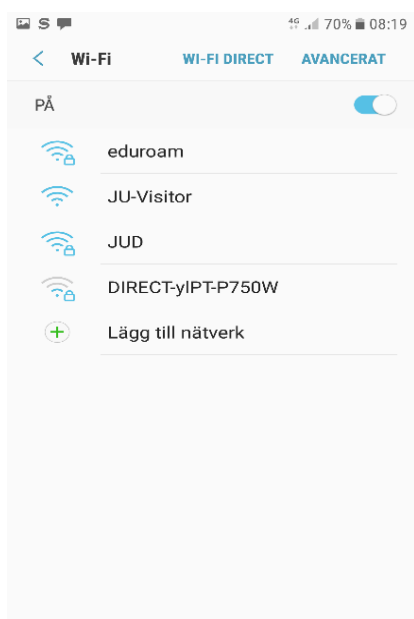 S 4G 70% 08:19
Wi-Fi WI-FI DIRECT AVANCERAT
PÅ
eduroam
JU-Visitor
JUD
DIRECT-ylPT-P750W
Lägg till nätverk